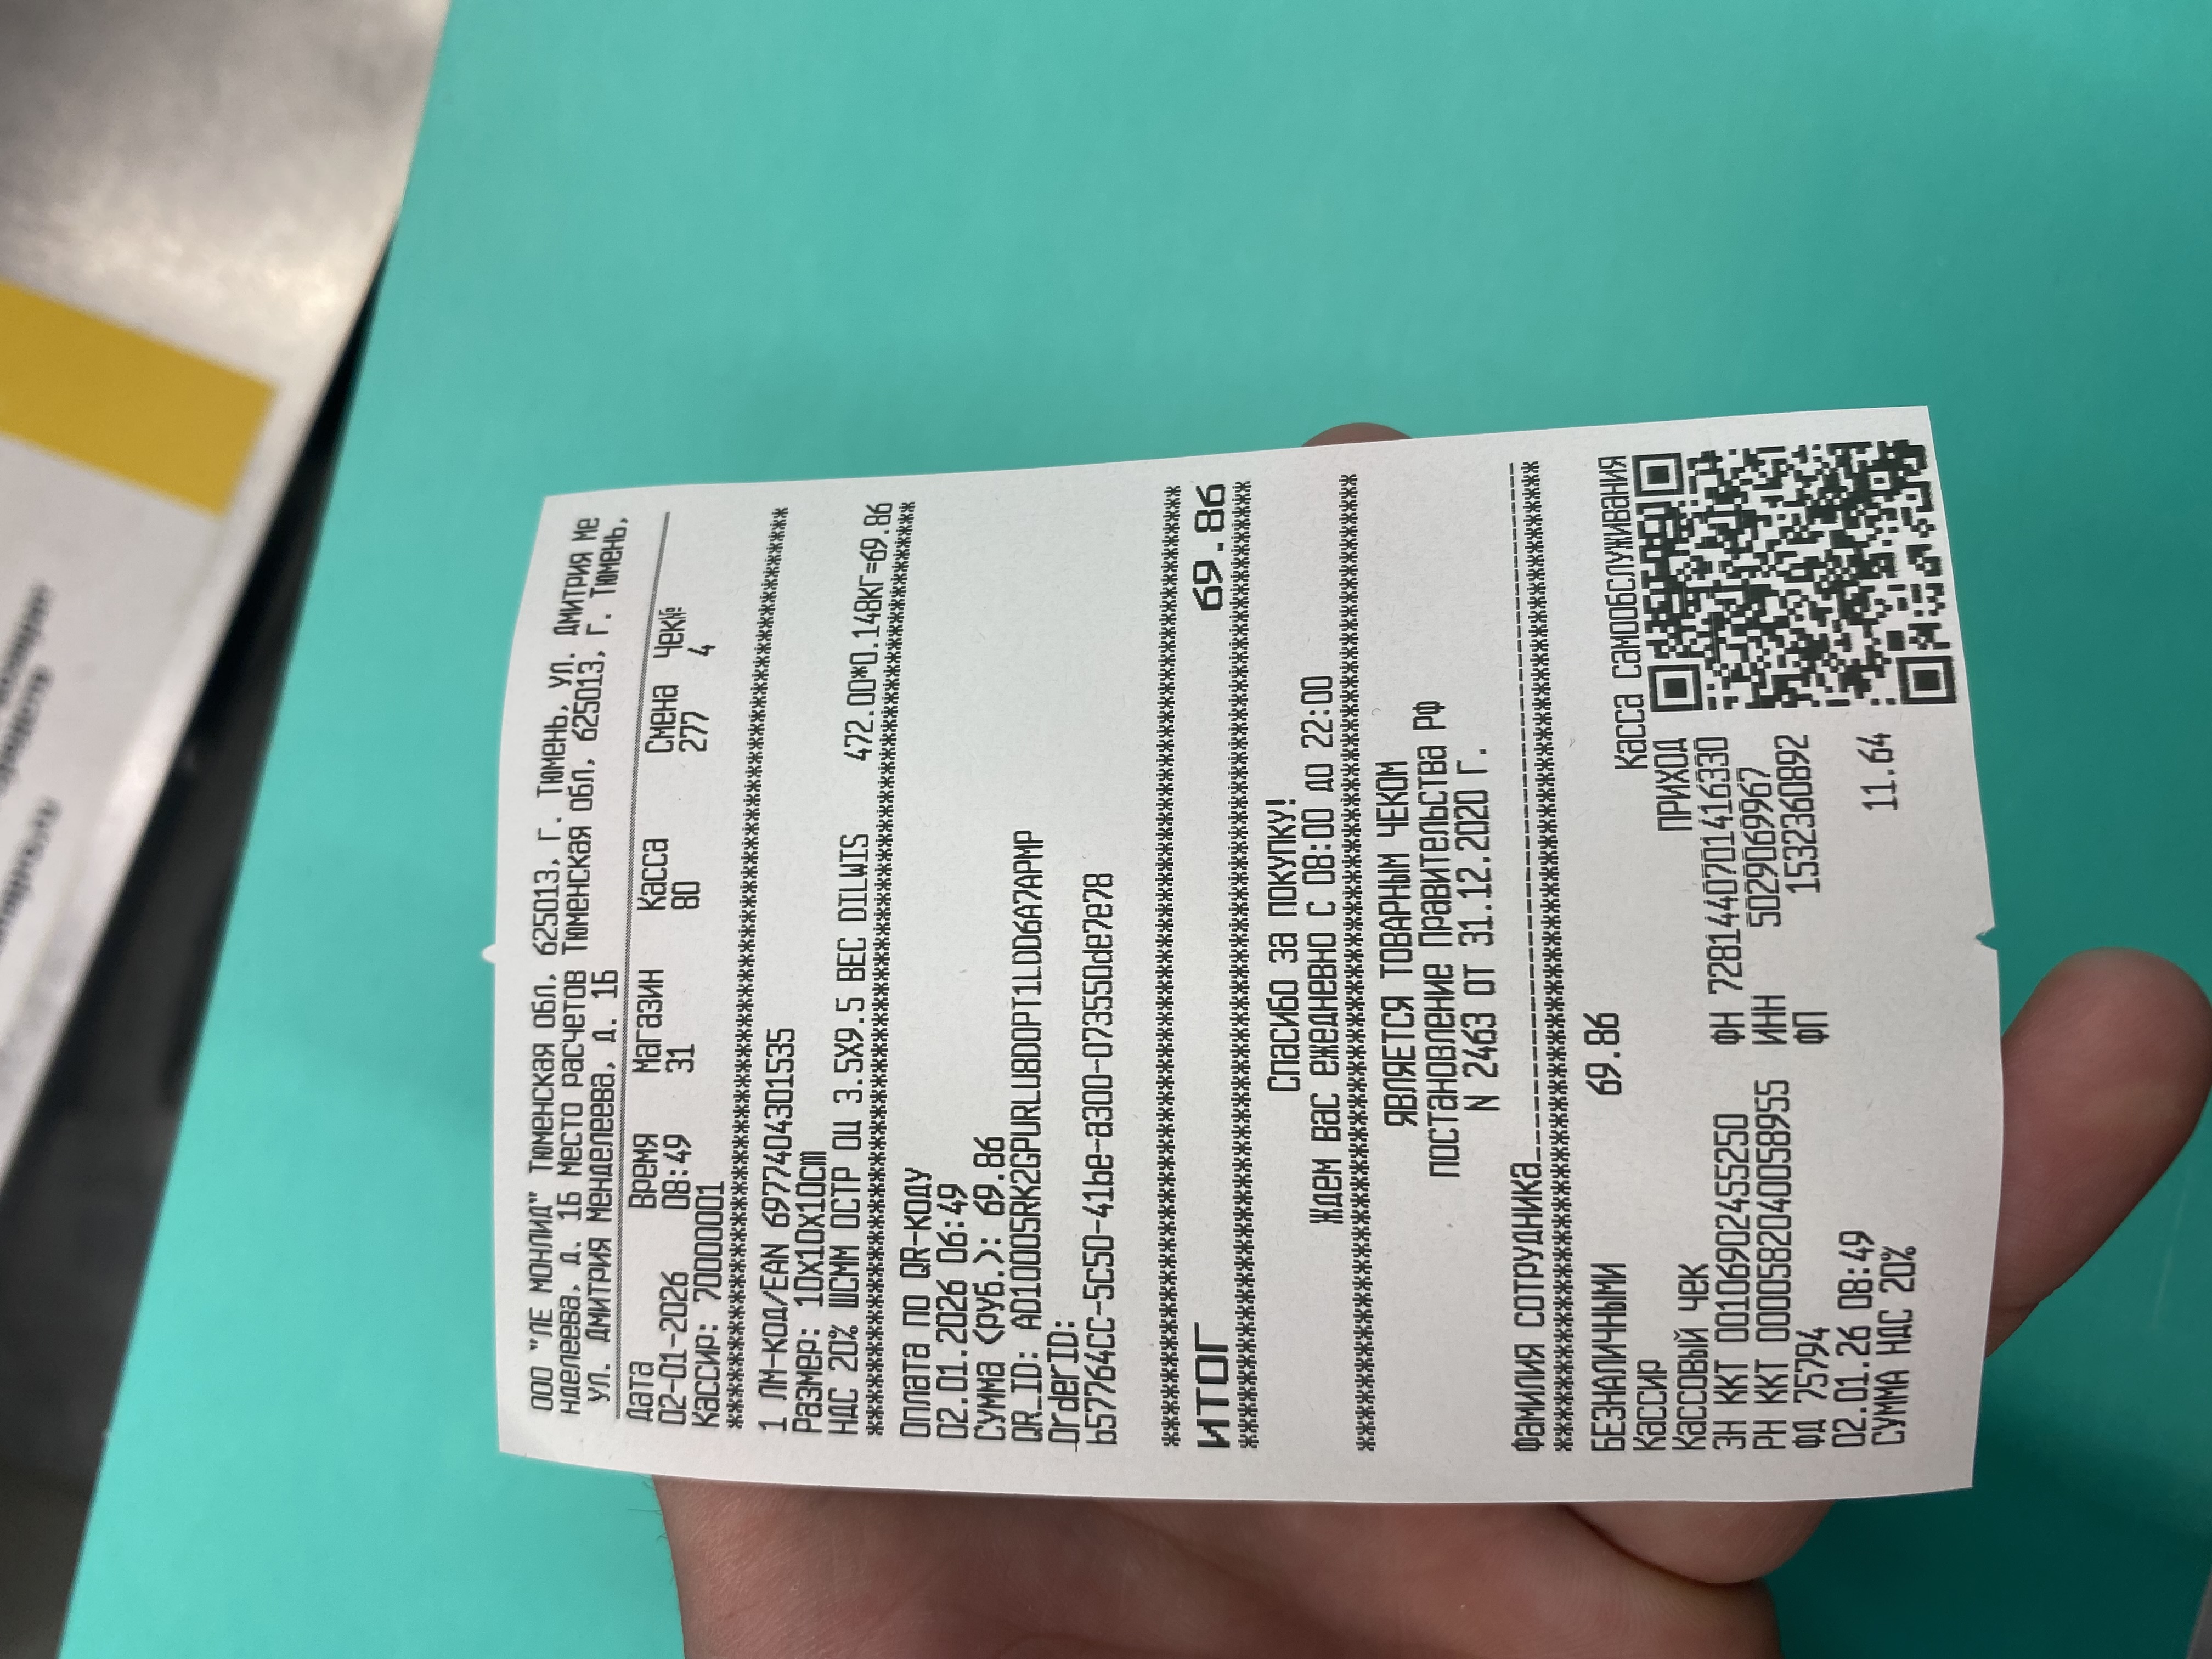 ООО "ЛЕ МОНЛИД" Тюменская обл, 625013, г. Тюмень, ул. Дмитрия Ме
нделеева, д. 1Б Место расчетов Тюменская обл, 625013, г. Тюмень,
ул. Дмитрия Менделеева, д. 1Б
Дата Время Магазин Касса Смена Чек№
02-01-2026 08:49 31 80 277 4
Кассир: 70000001
****************************************************************
1 ЛМ-КОД/EAN 6977404301535
Размер: 10x10x10cm
НДС 20% ШСММ ОСТР ОЦ 3.5X9.5 ВЕС DILWIS 472.00*0.148КГ=69.86
****************************************************************
Оплата по QR-коду
02.01.2026 06:49
Сумма (руб.): 69.86
QR_ID: AD10005RK2GPURLU8DOPT1LDD6A7APMP
OrderID:
b57764CC-5C50-41be-a300-073550de7e78
****************************************************************
ИТОГ 69.86
****************************************************************
Спасибо за покупку!
Ждем Вас ежедневно С 08:00 до 22:00
****************************************************************
ЯВЛЯЕТСЯ ТОВАРНЫМ ЧЕКОМ
постановление Правительства РФ
N 2463 от 31.12.2020 г.
Фамилия сотрудника
****************************************************************
БЕЗНАЛИЧНЫМИ 69.86
Кассир Касса самообслуживания
Кассовый чек ПРИХОД
ЗН ККТ 00106902455250 ФН 7281440701416330
РН ККТ 0000582040058955 ИНН 5029069967
ФД 75794 ФП 1532360892
02.01.26 08:49
СУММА НДС 20% 11.64